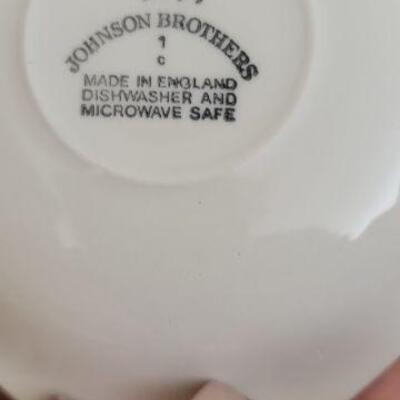 JOHNSON BROTHERS
1
c
MADE IN ENGLAND
DISHWASHER AND
MICROWAVE SAFE